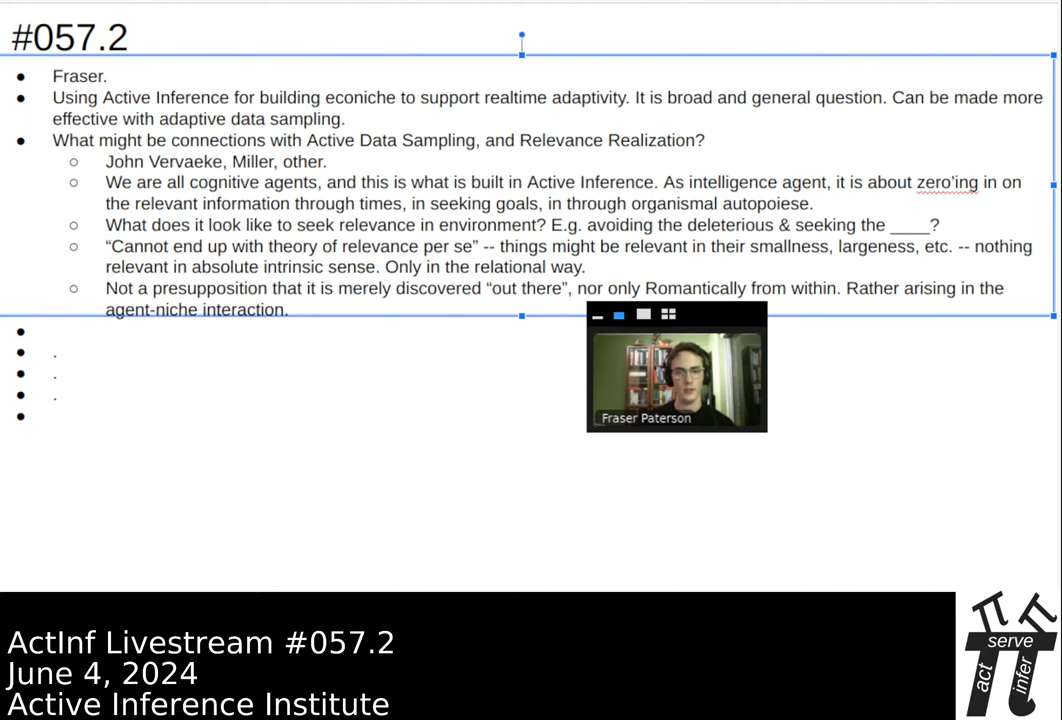 #057.2
● Fraser.
● Using Active Inference for building econiche to support realtime adaptivity. It is broad and general question. Can be made more
effective with adaptive data sampling.
● What might be connections with Active Data Sampling, and Relevance Realization?
○ John Vervaeke, Miller, other.
○ We are all cognitive agents, and this is what is built in Active Inference. As intelligence agent, it is about zero'ing in on
the relevant information through times, in seeking goals, in through organismal autopoiese.
○ What does it look like to seek relevance in environment? E.g. avoiding the deleterious & seeking the ____?
○ “Cannot end up with theory of relevance per se” -- things might be relevant in their smallness, largeness, etc. -- nothing
relevant in absolute intrinsic sense. Only in the relational way.
○ Not a presupposition that it is merely discovered “out there”, nor only Romantically from within. Rather arising in the
agent-niche interaction.
●
● .
● .
● .
●
Fraser Paterson
ActInf Livestream #057.2
June 4, 2024
Active Inference Institute
π π
serve
act
infer